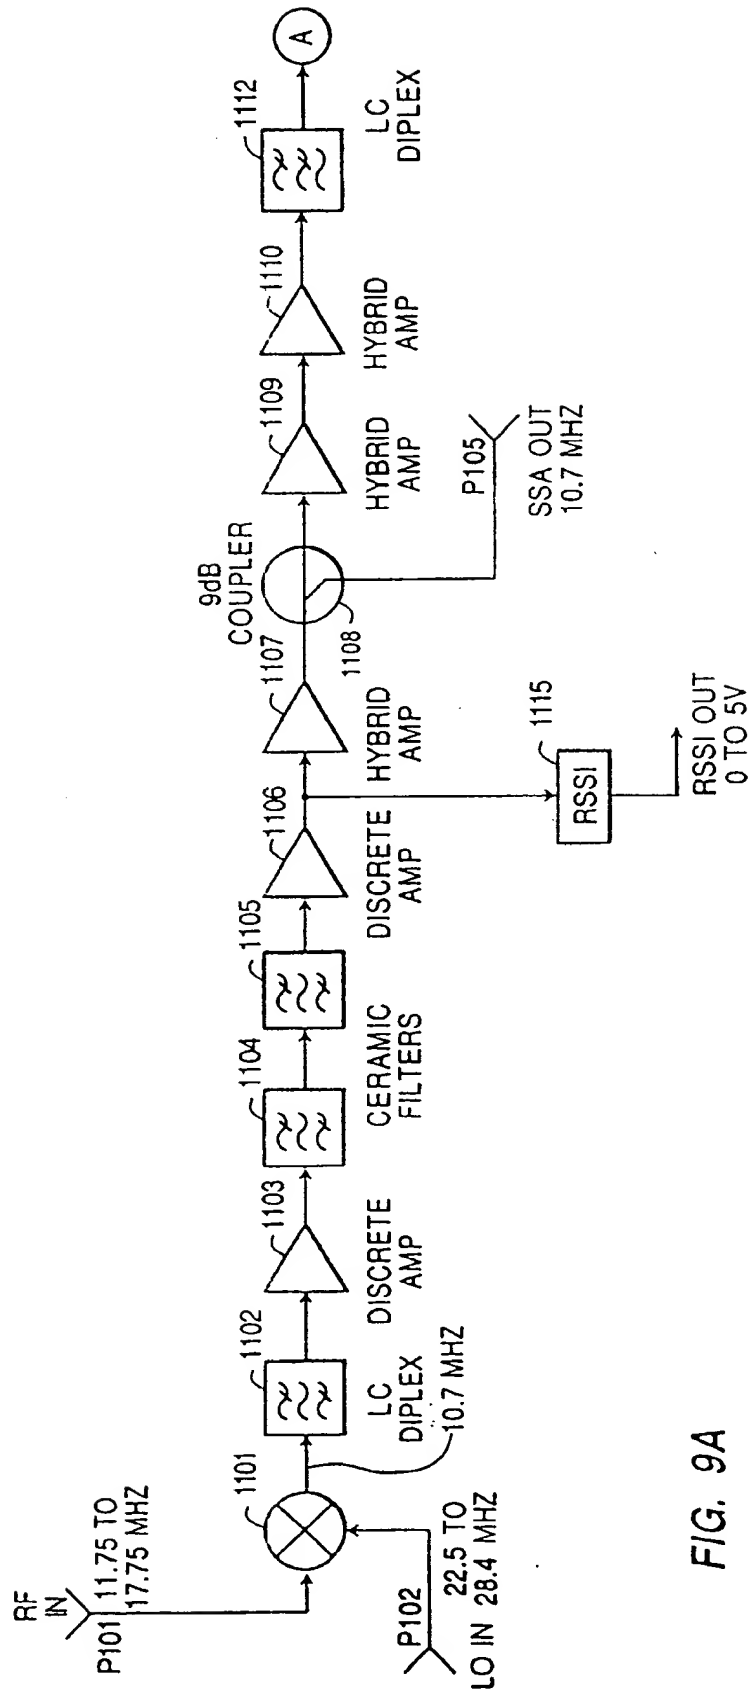 RF
IN
P101
11.75 TO
17.75 MHZ
P102
LO IN
22.5 TO
28.4 MHZ
1101
10.7 MHZ
1102
LC
DIPLEX
1103
DISCRETE
AMP
1104
1105
CERAMIC
FILTERS
1106
DISCRETE
AMP
1107
HYBRID
AMP
1115
RSSI
RSSI OUT
0 TO 5V
9dB
COUPLER
1108
P105
SSA OUT
10.7 MHZ
1109
HYBRID
AMP
1110
HYBRID
AMP
1112
LC
DIPLEX
A
FIG. 9A